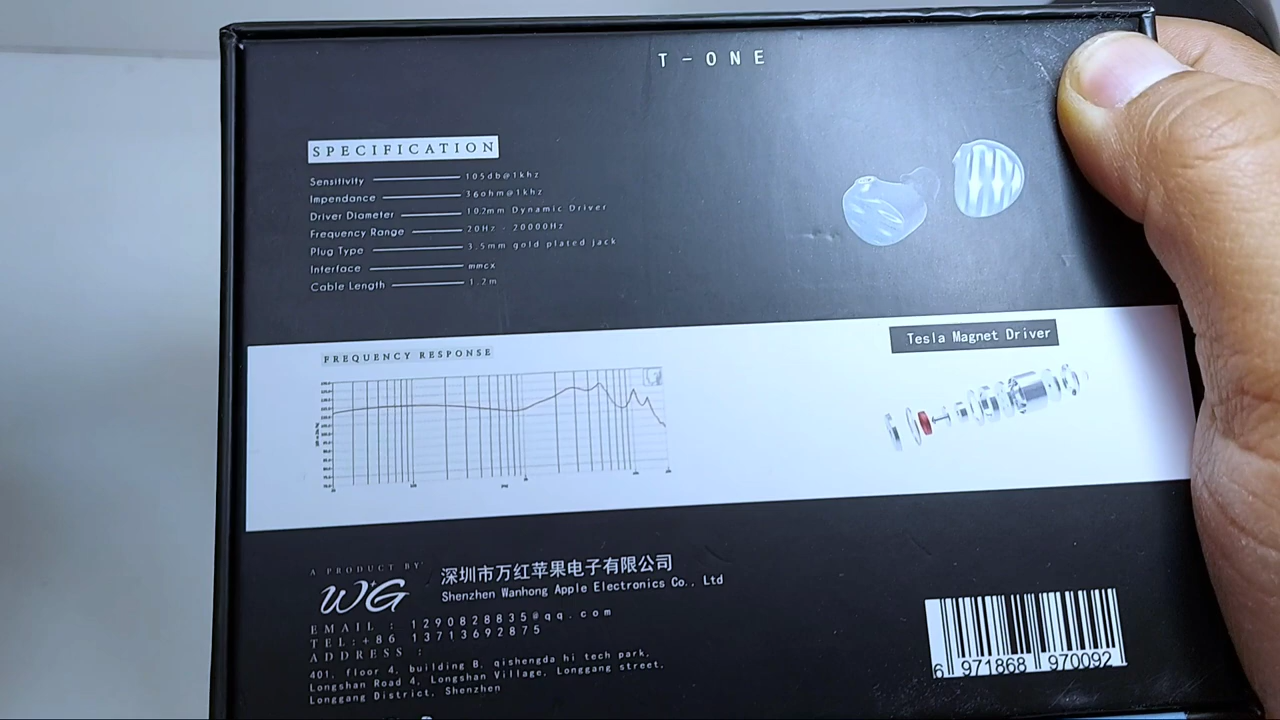 T-ONE
SPECIFICATION
Sensitivity 105db@1khz
Impendance 36ohm@1khz
Driver Diameter 10.2mm Dynamic Driver
Frequency Range 20Hz - 20000Hz
Plug Type 3.5mm gold plated jack
Interface mmcx
Cable Length 1.2m
FREQUENCY RESPONSE
Tesla Magnet Driver
A PRODUCT BY
WG
深圳市万红苹果电子有限公司
Shenzhen Wanhong Apple Electronics Co., Ltd
EMAIL : 1290828835@qq.com
TEL:+86 13713692875
ADDRESS :
401, floor 4, building B, qishengda hi tech park,
Longshan Road 4, Longshan Village, Longgang street,
Longgang District, Shenzhen
6 971868 970092